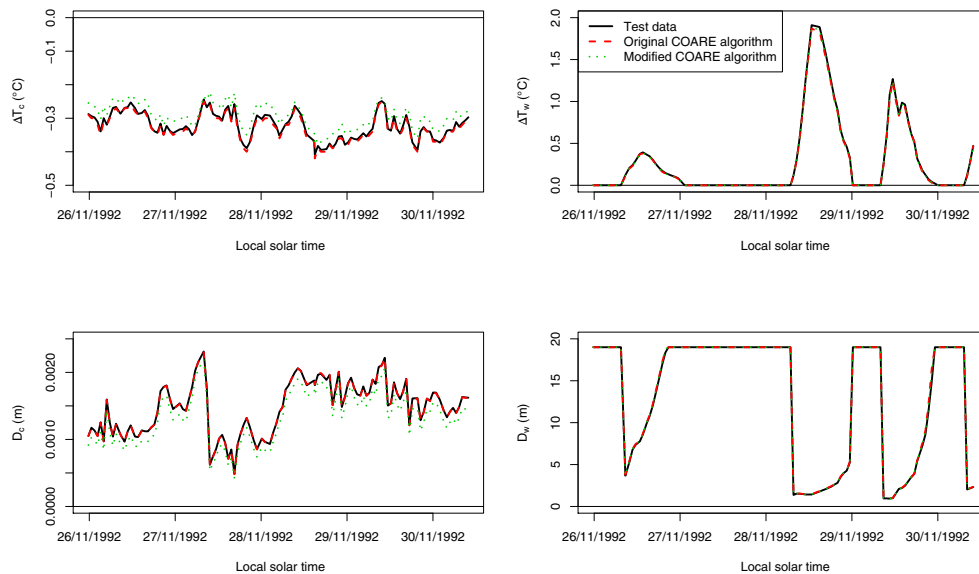 0.0
−0.1
−0.3
−0.5
ΔTc (°C)
26/11/1992 27/11/1992 28/11/1992 29/11/1992 30/11/1992
Local solar time
Test data
Original COARE algorithm
Modified COARE algorithm
2.0
1.5
1.0
0.5
0.0
ΔTw (°C)
26/11/1992 27/11/1992 28/11/1992 29/11/1992 30/11/1992
Local solar time
0.0020
0.0010
0.0000
Dc (m)
26/11/1992 27/11/1992 28/11/1992 29/11/1992 30/11/1992
Local solar time
20
15
10
5
0
Dw (m)
26/11/1992 27/11/1992 28/11/1992 29/11/1992 30/11/1992
Local solar time